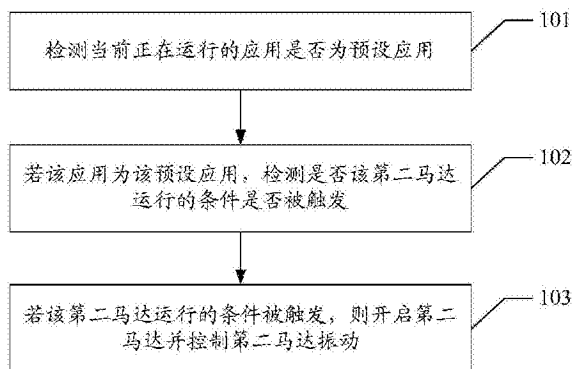 检测当前正在运行的应用是否为预设应用
101
若该应用为该预设应用，检测是否该第二马达
运行的条件是否被触发
102
若该第二马达运行的条件被触发，则开启第二
马达并控制第二马达振动
103